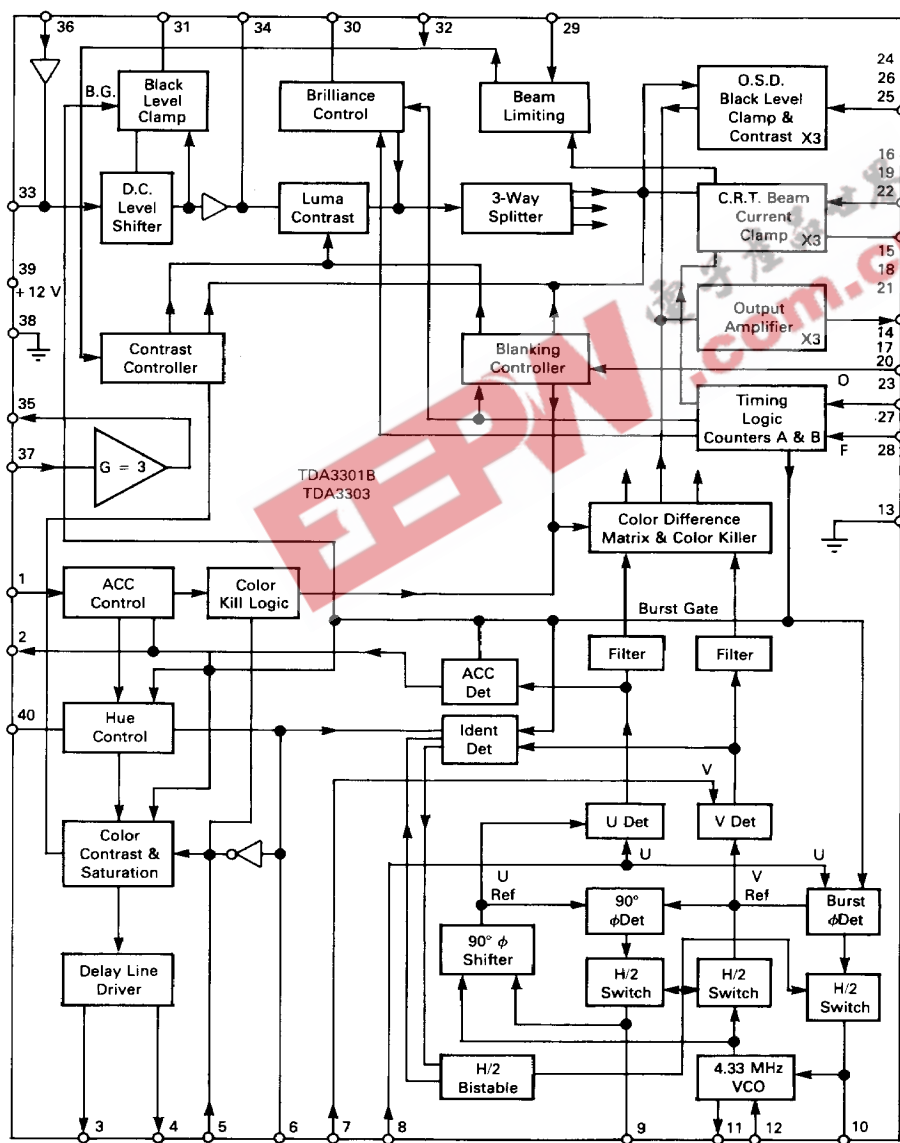 36
31
34
30
32
29
24
26
25
B.G.
Black
Level
Clamp
Brilliance
Control
Beam
Limiting
O.S.D.
Black Level
Clamp &
Contrast
X3
33
D.C.
Level
Shifter
Luma
Contrast
3-Way
Splitter
16
19
22
C.R.T. Beam
Current
Clamp
X3
15
18
21
39
+ 12 V
38
Contrast
Controller
Blanking
Controller
Output
Amplifier
X3
14
17
20
35
37
G = 3
TDA3301B
TDA3303
EEPW
.com.c
O
23
Timing
Logic
Counters A & B
27
F
28
13
Color Difference
Matrix & Color Killer
1
ACC
Control
Color
Kill Logic
Burst Gate
2
ACC
Det
Filter
Filter
40
Hue
Control
Ident
Det
V
U Det
V Det
Color
Contrast &
Saturation
U
U
U
Ref
V
Ref
90°
ϕDet
Burst
ϕDet
90° ϕ
Shifter
Delay Line
Driver
H/2
Switch
H/2
Switch
H/2
Switch
H/2
Bistable
4.33 MHz
VCO
3
4
5
6
7
8
9
11
12
10